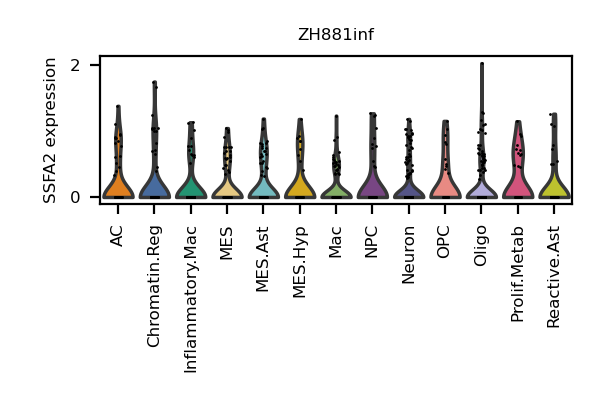 ZH881inf
SSFA2 expression
2
0
AC
Chromatin.Reg
Inflammatory.Mac
MES
MES.Ast
MES.Hyp
Mac
NPC
Neuron
OPC
Oligo
Prolif.Metab
Reactive.Ast